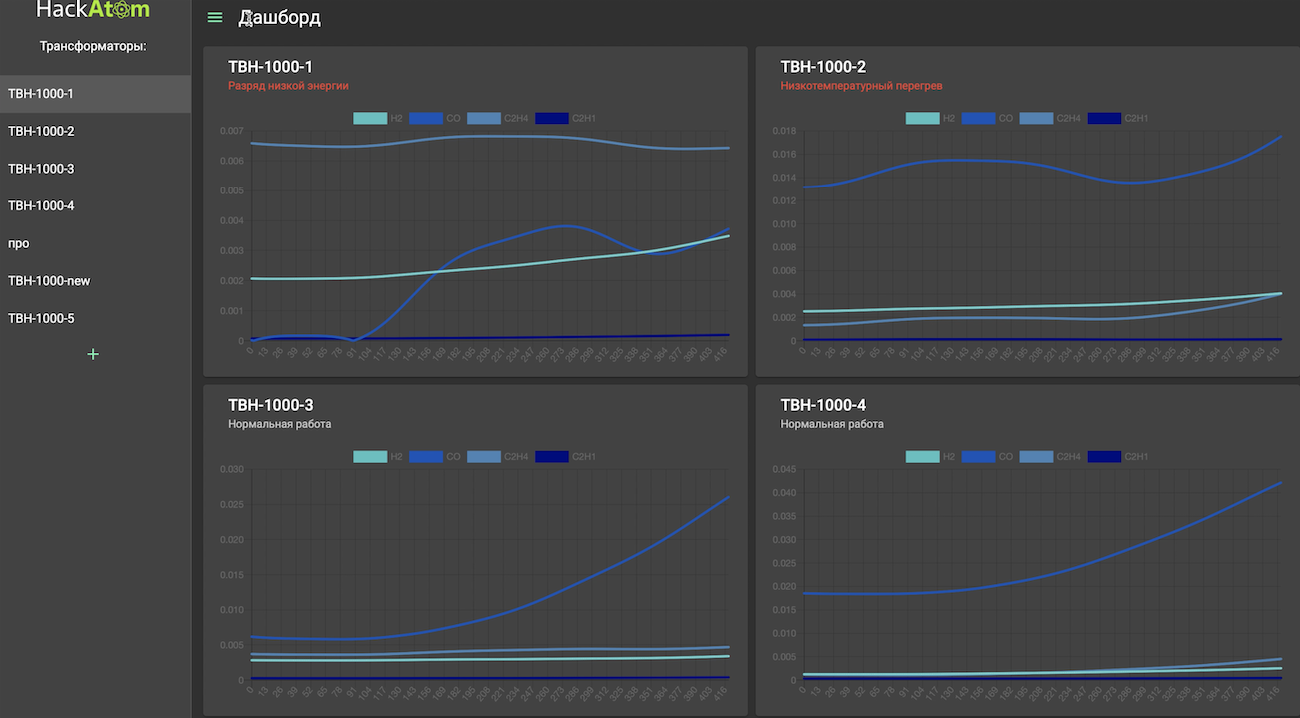 HackAtom
Трансформаторы:
ТВН-1000-1
ТВН-1000-2
ТВН-1000-3
ТВН-1000-4
про
ТВН-1000-new
ТВН-1000-5
+
Дашборд
ТВН-1000-1
Разряд низкой энергии
H2 CO C2H4 C2H1
0.007
0.006
0.005
0.004
0.003
0.002
0.001
0
0 13 26 39 52 65 78 91 104 117 130 143 156 169 182 195 208 221 234 247 260 273 286 299 312 325 338 351 364 377 390 403 416
ТВН-1000-2
Низкотемпературный перегрев
H2 CO C2H4 C2H1
0.018
0.016
0.014
0.012
0.010
0.008
0.006
0.004
0.002
0
0 13 26 39 52 65 78 91 104 117 130 143 156 169 182 195 208 221 234 247 260 273 286 299 312 325 338 351 364 377 390 403 416
ТВН-1000-3
Нормальная работа
H2 CO C2H4 C2H1
0.030
0.025
0.020
0.015
0.010
0.005
0
0 13 26 39 52 65 78 91 104 117 130 143 156 169 182 195 208 221 234 247 260 273 286 299 312 325 338 351 364 377 390 403 416
ТВН-1000-4
Нормальная работа
H2 CO C2H4 C2H1
0.045
0.040
0.035
0.030
0.025
0.020
0.015
0.010
0.005
0
0 13 26 39 52 65 78 91 104 117 130 143 156 169 182 195 208 221 234 247 260 273 286 299 312 325 338 351 364 377 390 403 416